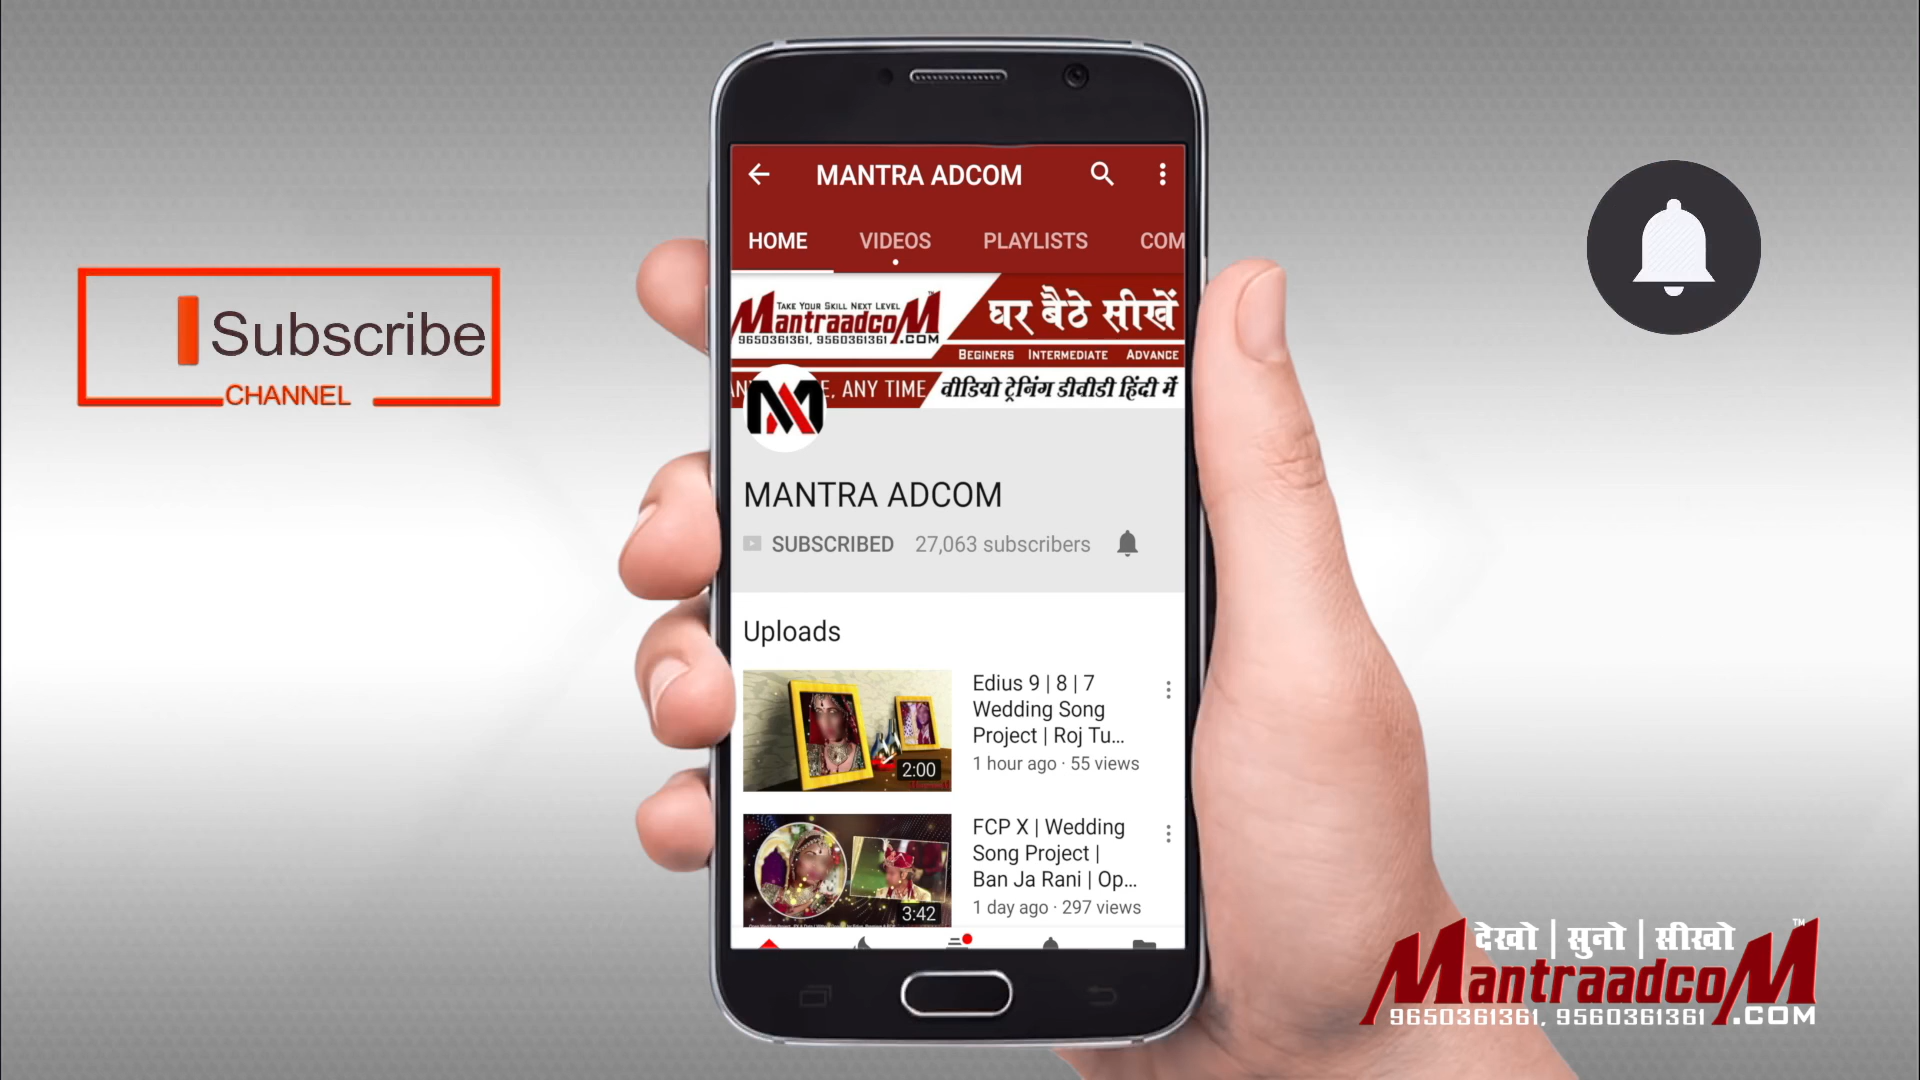 MANTRA ADCOM
HOME VIDEOS PLAYLISTS COM
TAKE YOUR SKILL NEXT LEVEL
MantraadcoM
9650361361, 9560361361 .COM
घर बैठे सीखें
BEGINERS INTERMEDIATE ADVANCE
ANY TIME
वीडियो ट्रेनिंग डीवीडी हिंदी में
MANTRA ADCOM
SUBSCRIBED 27,063 subscribers
Uploads
Edius 9 | 8 | 7
Wedding Song
Project | Roj Tu...
1 hour ago · 55 views
2:00
FCP X | Wedding
Song Project |
Ban Ja Rani | Op...
1 day ago · 297 views
3:42
Subscribe
CHANNEL
देखो | सुनो | सीखो
MantraadcoM™
9650361361, 9560361361 .COM